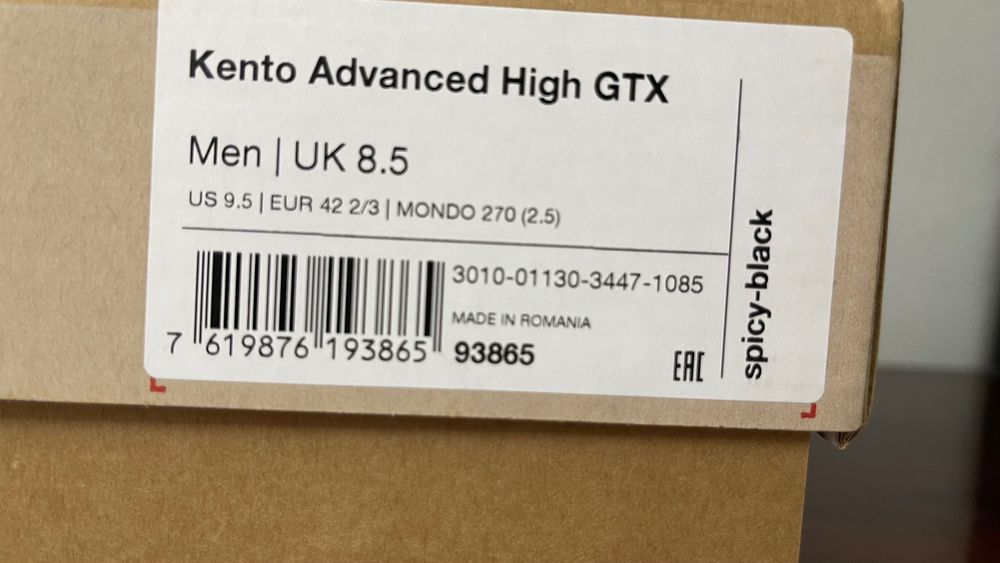 Kento Advanced High GTX
Men | UK 8.5
US 9.5 | EUR 42 2/3 | MONDO 270 (2.5)
3010-01130-3447-1085
MADE IN ROMANIA
7 619876 193865
93865
EAC
spicy-black